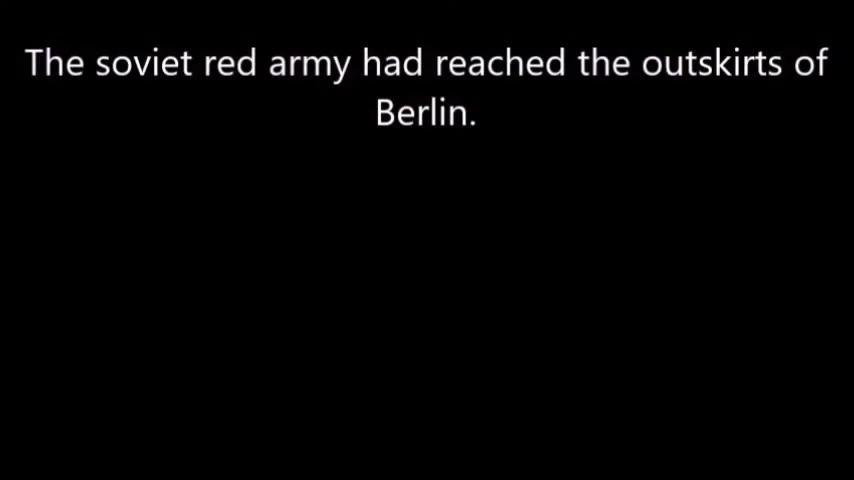 The soviet red army had reached the outskirts of
Berlin.